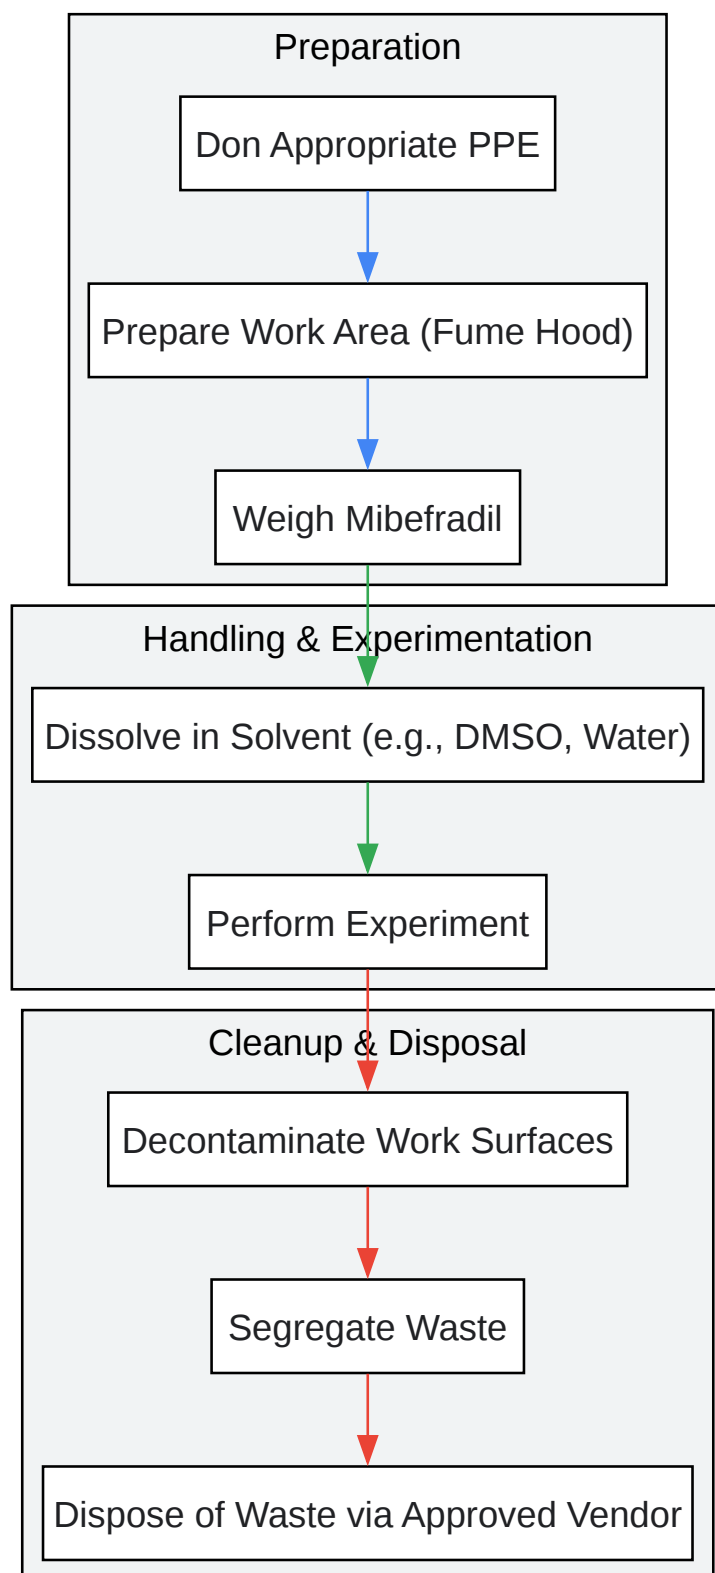 Preparation
Don Appropriate PPE
Prepare Work Area (Fume Hood)
Weigh Mibefradil
Handling & Experimentation
Dissolve in Solvent (e.g., DMSO, Water)
Perform Experiment
Cleanup & Disposal
Decontaminate Work Surfaces
Segregate Waste
Dispose of Waste via Approved Vendor